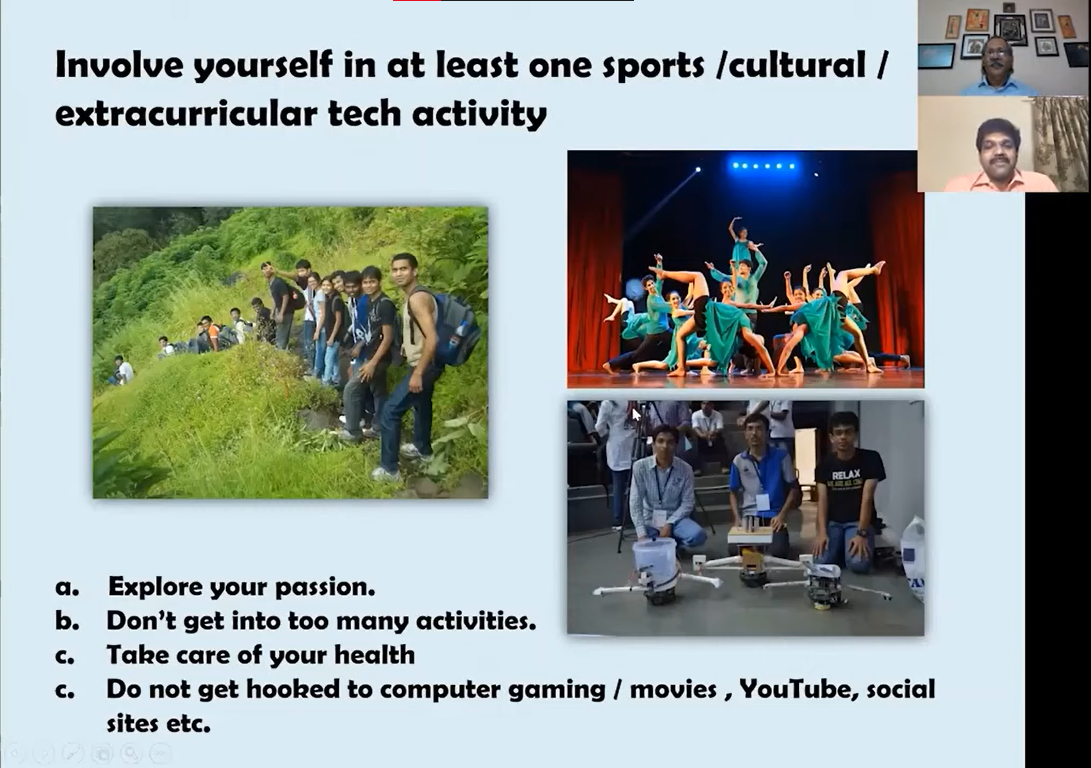 Involve yourself in at least one sports /cultural /
extracurricular tech activity
RELAX
a. Explore your passion.
b. Don't get into too many activities.
c. Take care of your health
c. Do not get hooked to computer gaming / movies , YouTube, social
sites etc.